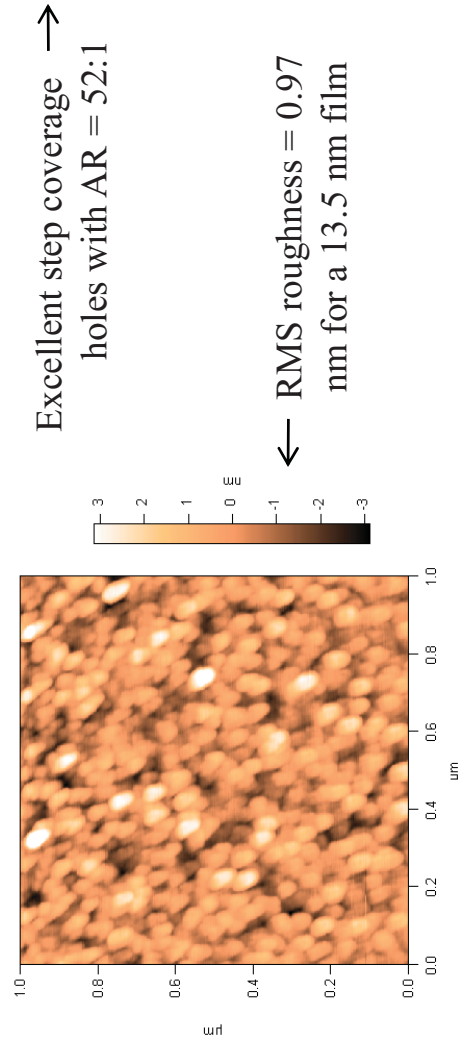 Excellent step coverage →
holes with AR = 52:1
← RMS roughness = 0.97
nm for a 13.5 nm film
1.0
0.8
0.6
0.4
0.2
0.0
µm
0.0
0.2
0.4
0.6
0.8
1.0
µm
3
2
1
0
-1
-2
-3
nm